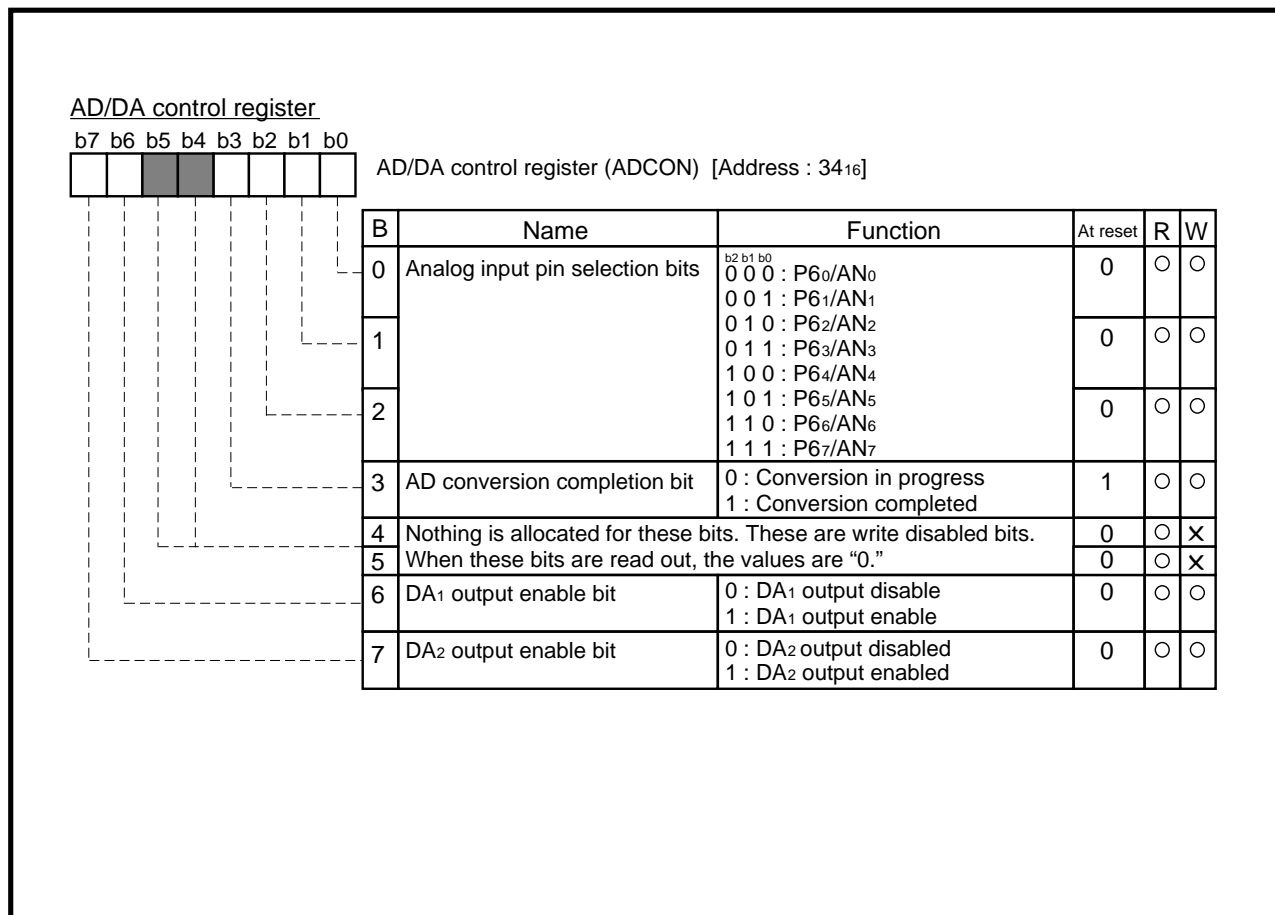 AD/DA control register
b7 b6 b5 b4 b3 b2 b1 b0
AD/DA control register (ADCON) [Address : 3416]
B Name Function At reset R W
0 Analog input pin selection bits b2 b1 b0 0 ○ ○
0 0 0 : P60/AN0
0 0 1 : P61/AN1
1 0 1 0 : P62/AN2 0 ○ ○
0 1 1 : P63/AN3
1 0 0 : P64/AN4
2 1 0 1 : P65/AN5 0 ○ ○
1 1 0 : P66/AN6
1 1 1 : P67/AN7
3 AD conversion completion bit 0 : Conversion in progress 1 ○ ○
1 : Conversion completed
4 Nothing is allocated for these bits. These are write disabled bits. 0 ○ ×
5 When these bits are read out, the values are “0.” 0 ○ ×
6 DA1 output enable bit 0 : DA1 output disable 0 ○ ○
1 : DA1 output enable
7 DA2 output enable bit 0 : DA2 output disabled 0 ○ ○
1 : DA2 output enabled